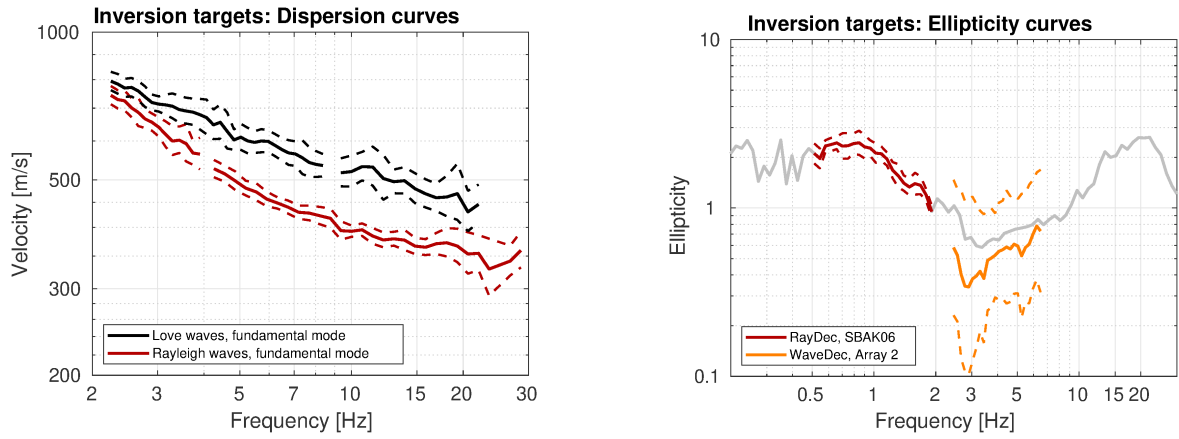 Inversion targets: Dispersion curves
1000
500
300
200
Velocity [m/s]
Love waves, fundamental mode
Rayleigh waves, fundamental mode
2 3 5 7 10 15 20 30
Frequency [Hz]
Inversion targets: Ellipticity curves
10
1
0.1
Ellipticity
RayDec, SBAK06
WaveDec, Array 2
0.5 1 2 3 5 10 15 20
Frequency [Hz]